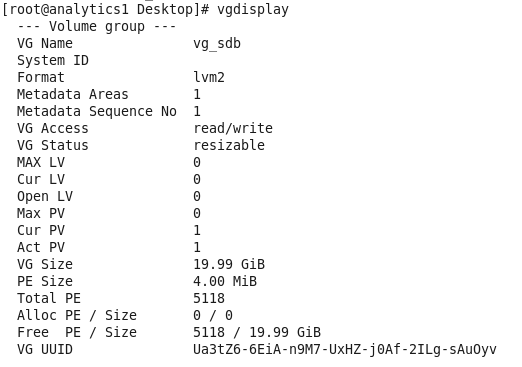 [root@analytics1 Desktop]# vgdisplay
--- Volume group ---
VG Name vg_sdb
System ID
Format lvm2
Metadata Areas 1
Metadata Sequence No 1
VG Access read/write
VG Status resizable
MAX LV 0
Cur LV 0
Open LV 0
Max PV 0
Cur PV 1
Act PV 1
VG Size 19.99 GiB
PE Size 4.00 MiB
Total PE 5118
Alloc PE / Size 0 / 0
Free PE / Size 5118 / 19.99 GiB
VG UUID Ua3tZ6-6EiA-n9M7-UxHZ-j0Af-2ILg-sAuOyv